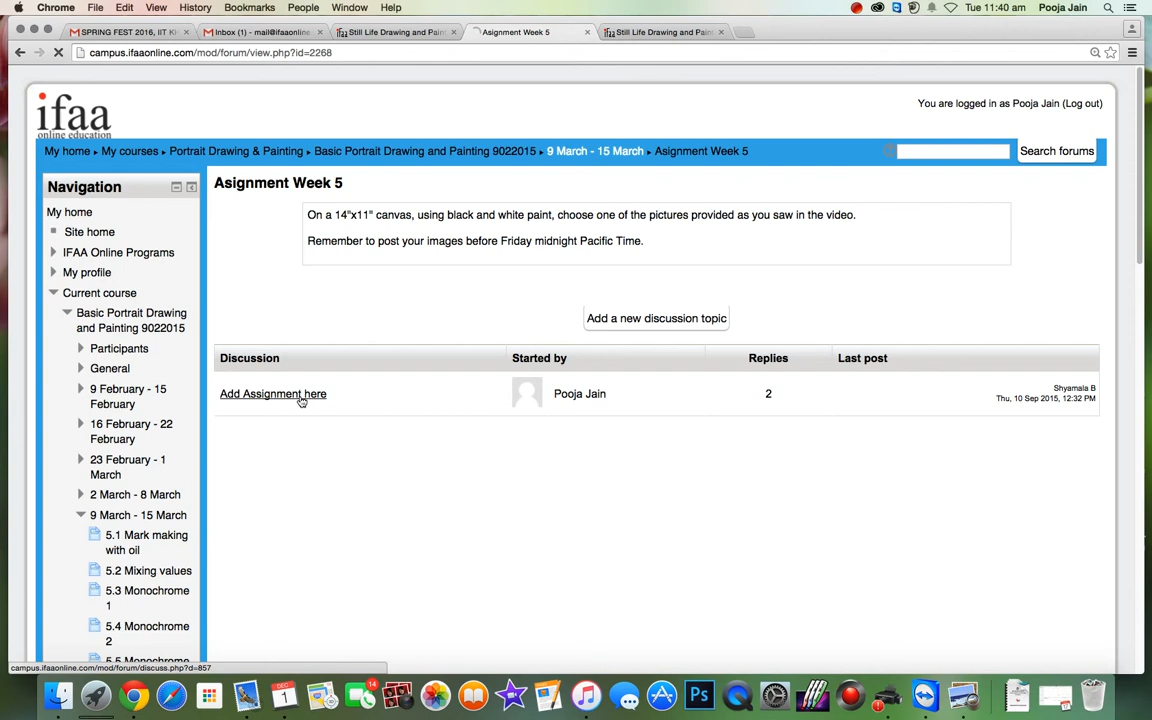 Chrome File Edit View History Bookmarks People Window Help Tue 11:40 am Pooja Jain
SPRING FEST 2016, IIT K Inbox (1) - mail@ifaaonline Still Life Drawing and Pain Asignment Week 5 Still Life Drawing and Pain
campus.ifaaonline.com/mod/forum/view.php?id=2268
ifaa
online education
You are logged in as Pooja Jain (Log out)
My home My courses Portrait Drawing & Painting Basic Portrait Drawing and Painting 9022015 9 March - 15 March Asignment Week 5 Search forums
Navigation
My home
Site home
IFAA Online Programs
My profile
Current course
Basic Portrait Drawing
and Painting 9022015
Participants
General
9 February - 15
February
16 February - 22
February
23 February - 1
March
2 March - 8 March
9 March - 15 March
5.1 Mark making
with oil
5.2 Mixing values
5.3 Monochrome
1
5.4 Monochrome
2
5.5 Monochrome
Asignment Week 5
On a 14"x11" canvas, using black and white paint, choose one of the pictures provided as you saw in the video.
Remember to post your images before Friday midnight Pacific Time.
Add a new discussion topic
Discussion Started by Replies Last post
Add Assignment here Pooja Jain 2 Shyamala B
Thu, 10 Sep 2015, 12:32 PM
campus.ifaaonline.com/mod/forum/discuss.php?d=857
DEC
1
14
Ps